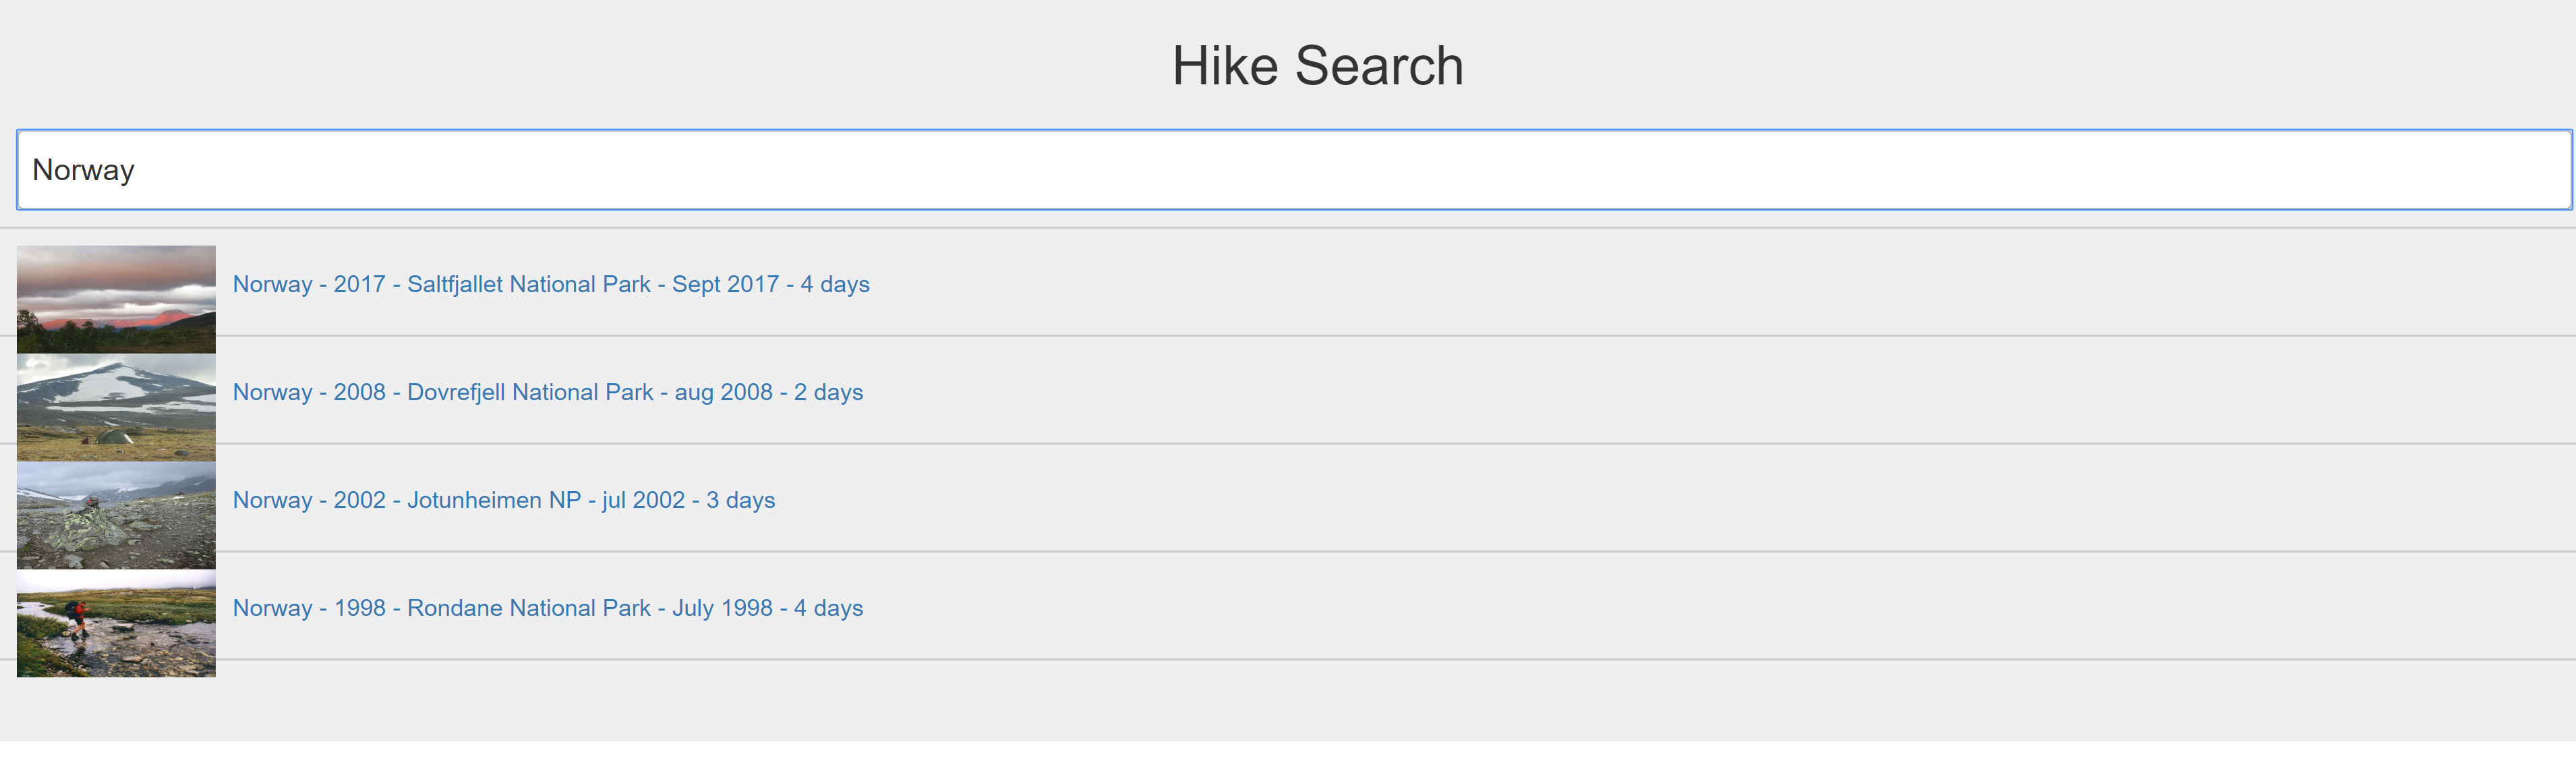 Hike Search
Norway
Norway - 2017 - Saltfjallet National Park - Sept 2017 - 4 days
Norway - 2008 - Dovrefjell National Park - aug 2008 - 2 days
Norway - 2002 - Jotunheimen NP - jul 2002 - 3 days
Norway - 1998 - Rondane National Park - July 1998 - 4 days